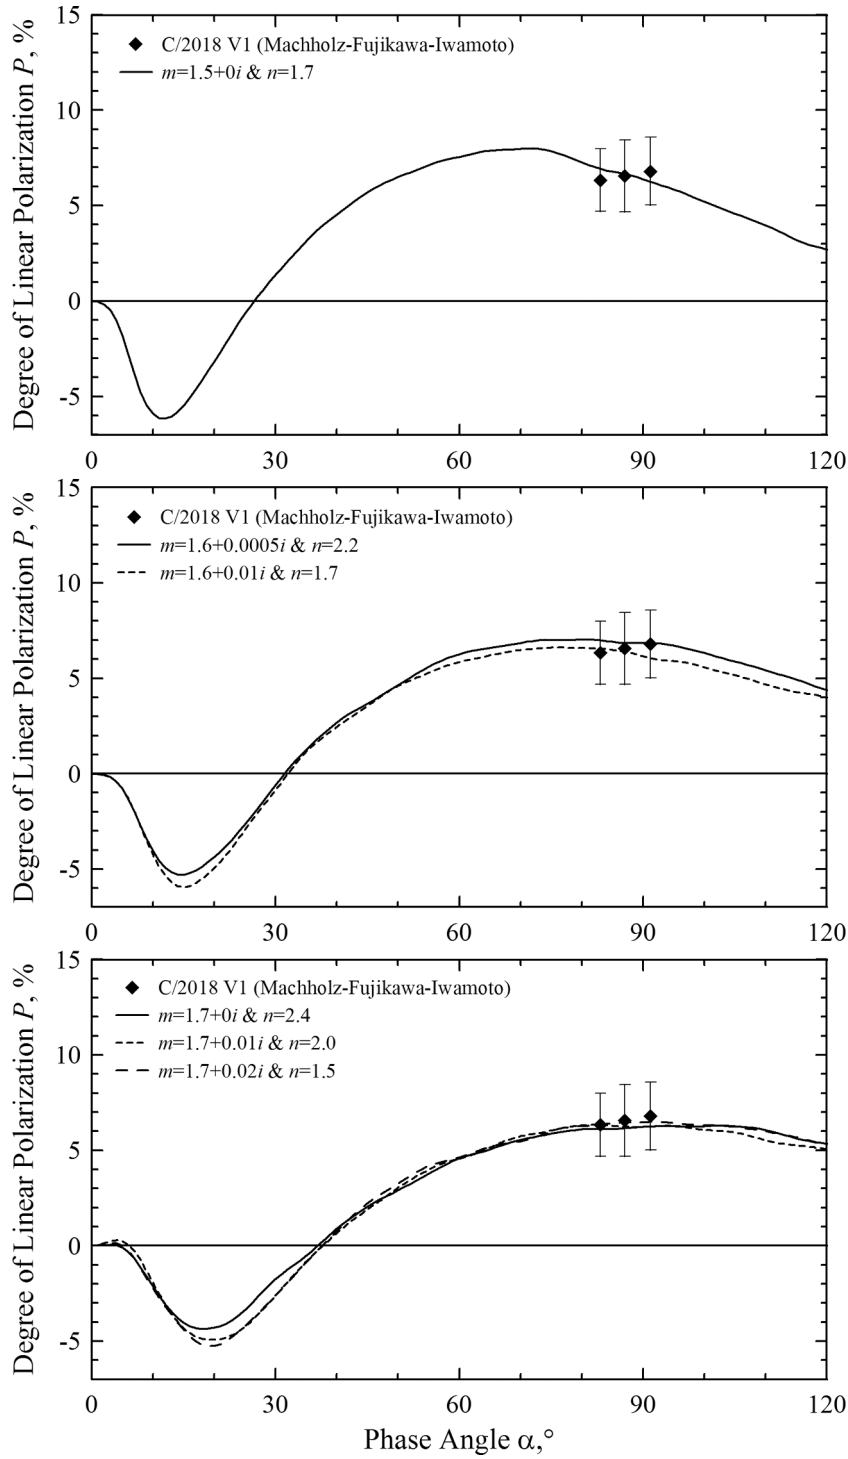 15
C/2018 V1 (Machholz-Fujikawa-Iwamoto)
m=1.5+0i & n=1.7
10
5
0
-5
0 30 60 90 120
Degree of Linear Polarization P, %
15
C/2018 V1 (Machholz-Fujikawa-Iwamoto)
m=1.6+0.0005i & n=2.2
m=1.6+0.01i & n=1.7
10
5
0
-5
0 30 60 90 120
Degree of Linear Polarization P, %
15
C/2018 V1 (Machholz-Fujikawa-Iwamoto)
m=1.7+0i & n=2.4
m=1.7+0.01i & n=2.0
m=1.7+0.02i & n=1.5
10
5
0
-5
0 30 60 90 120
Degree of Linear Polarization P, %
Phase Angle α,°